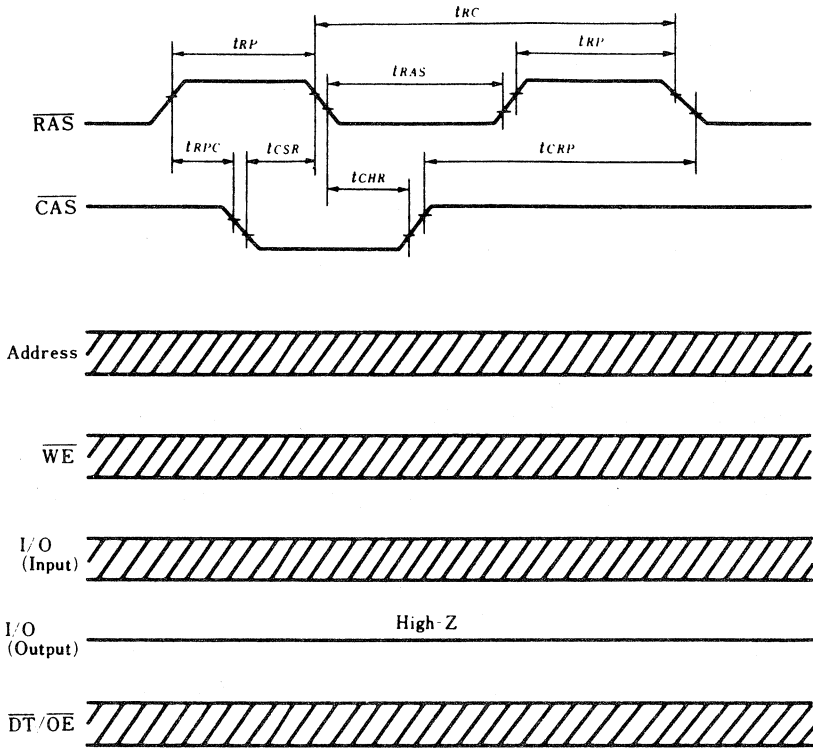 tRC
tRP
tRP
tRAS
RAS
tRPC
tCSR
tCRP
tCHR
CAS
Address
WE
I/O
(Input)
High-Z
I/O
(Output)
DT/OE